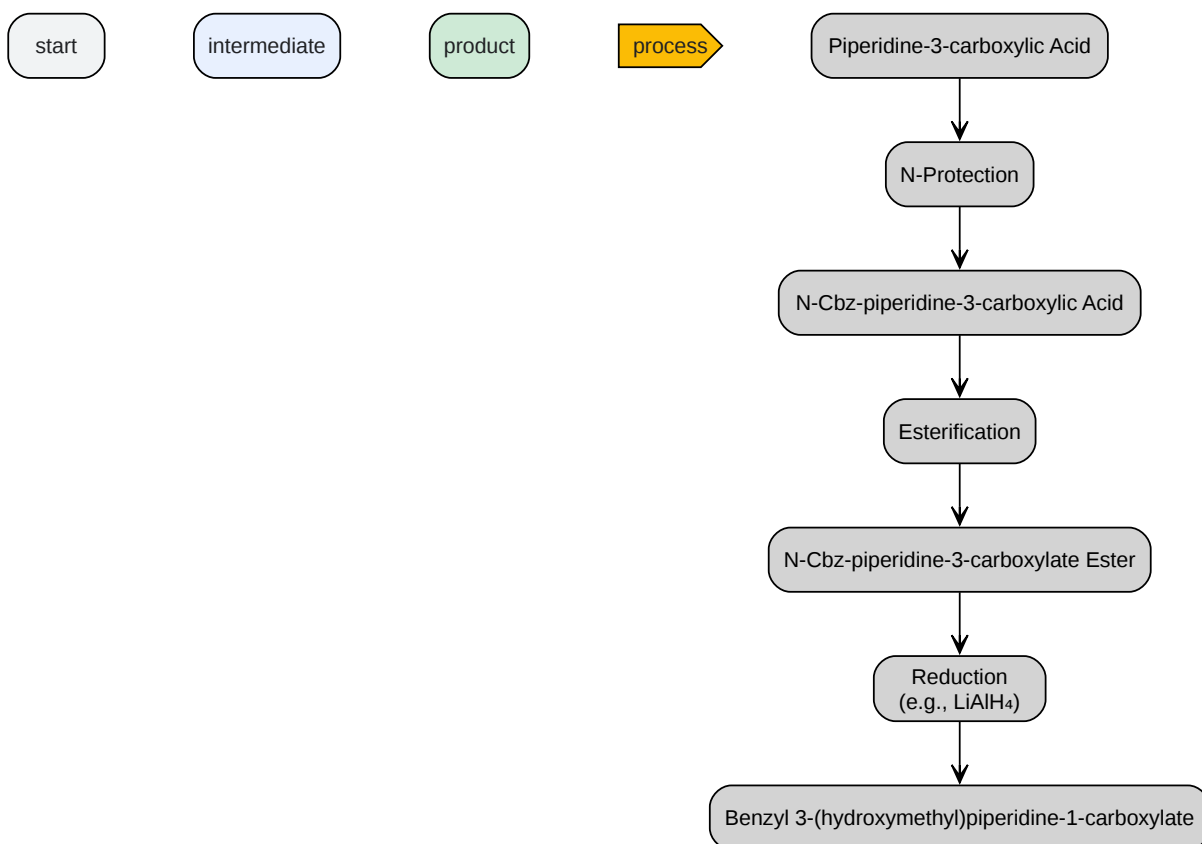 start
intermediate
product
process
Piperidine-3-carboxylic Acid
N-Protection
N-Cbz-piperidine-3-carboxylic Acid
Esterification
N-Cbz-piperidine-3-carboxylate Ester
Reduction
(e.g., LiAlH₄)
Benzyl 3-(hydroxymethyl)piperidine-1-carboxylate